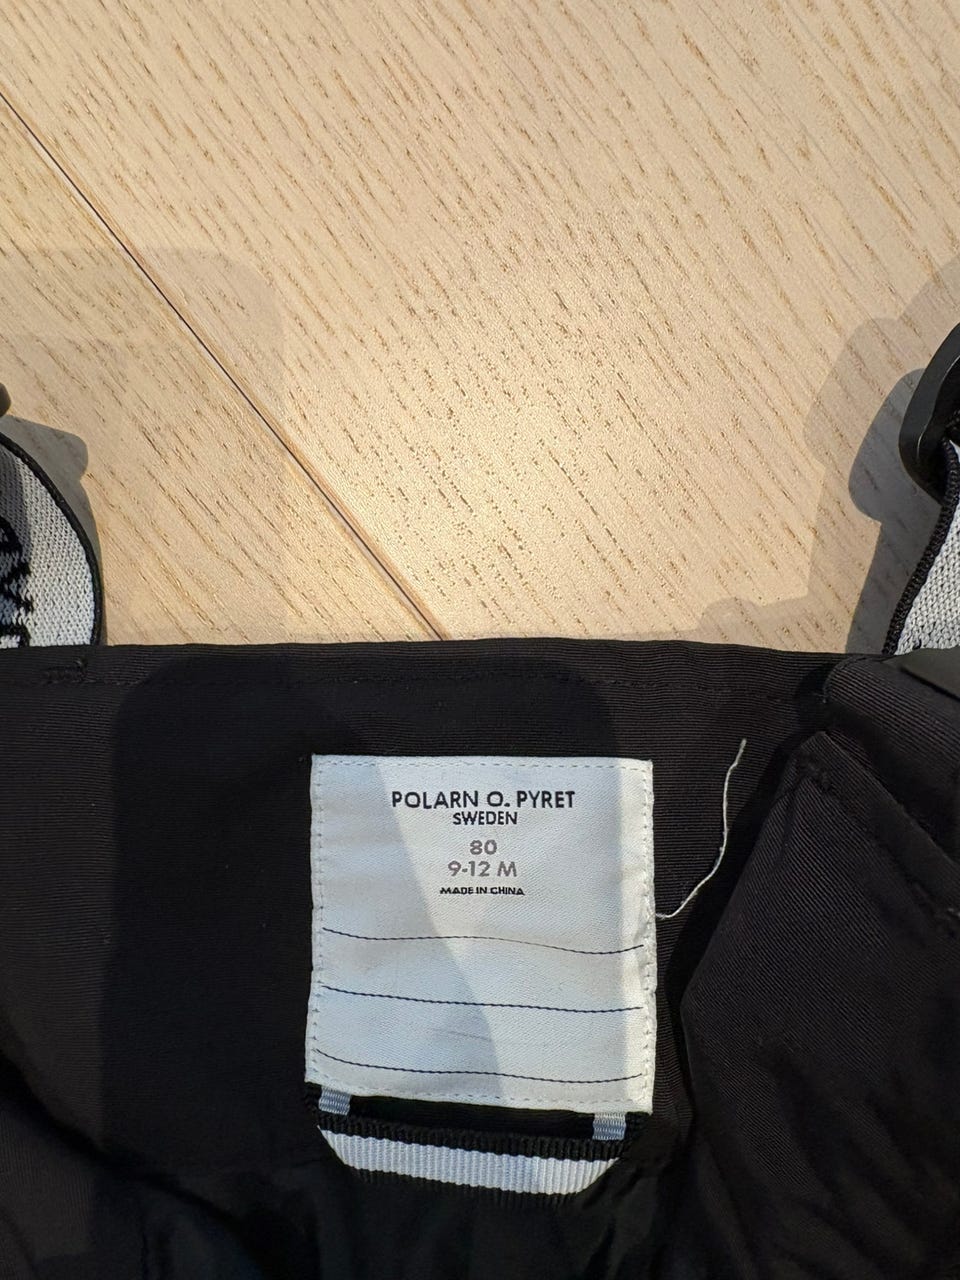 POLARN O. PYRET
SWEDEN
80
9-12 M
MADE IN CHINA